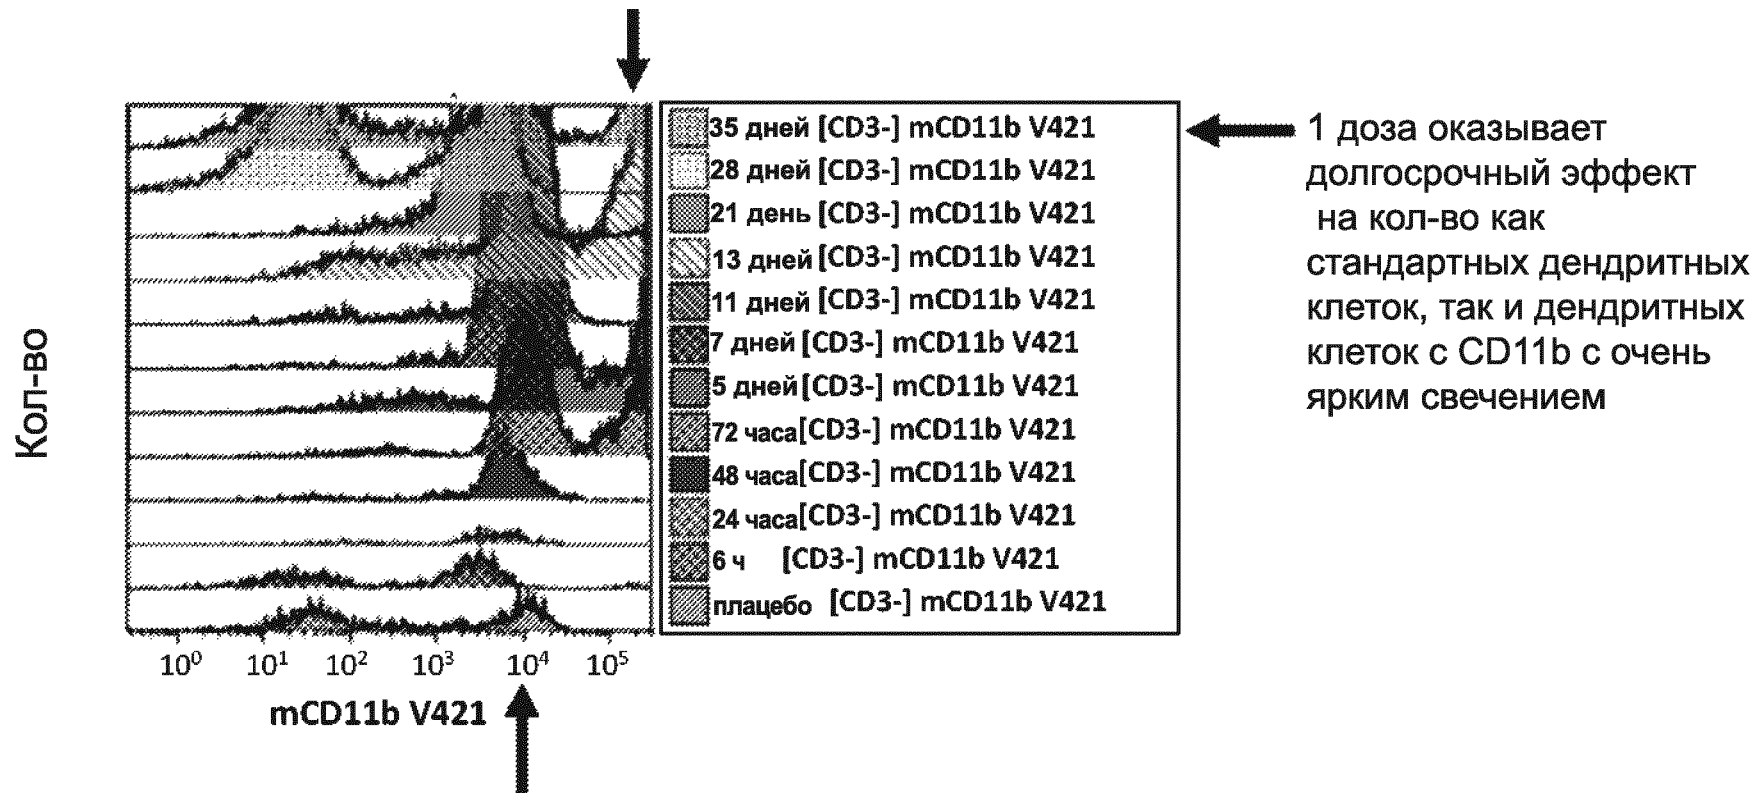 Кол-во
35 дней [CD3-] mCD11b V421
28 дней [CD3-] mCD11b V421
21 день [CD3-] mCD11b V421
13 дней [CD3-] mCD11b V421
11 дней [CD3-] mCD11b V421
7 дней [CD3-] mCD11b V421
5 дней [CD3-] mCD11b V421
72 часа[CD3-] mCD11b V421
48 часа[CD3-] mCD11b V421
24 часа[CD3-] mCD11b V421
6 ч [CD3-] mCD11b V421
плацебо [CD3-] mCD11b V421
10⁰ 10¹ 10² 10³ 10⁴ 10⁵
mCD11b V421
1 доза оказывает
долгосрочный эффект
на кол-во как
стандартных дендритных
клеток, так и дендритных
клеток с CD11b с очень
ярким свечением